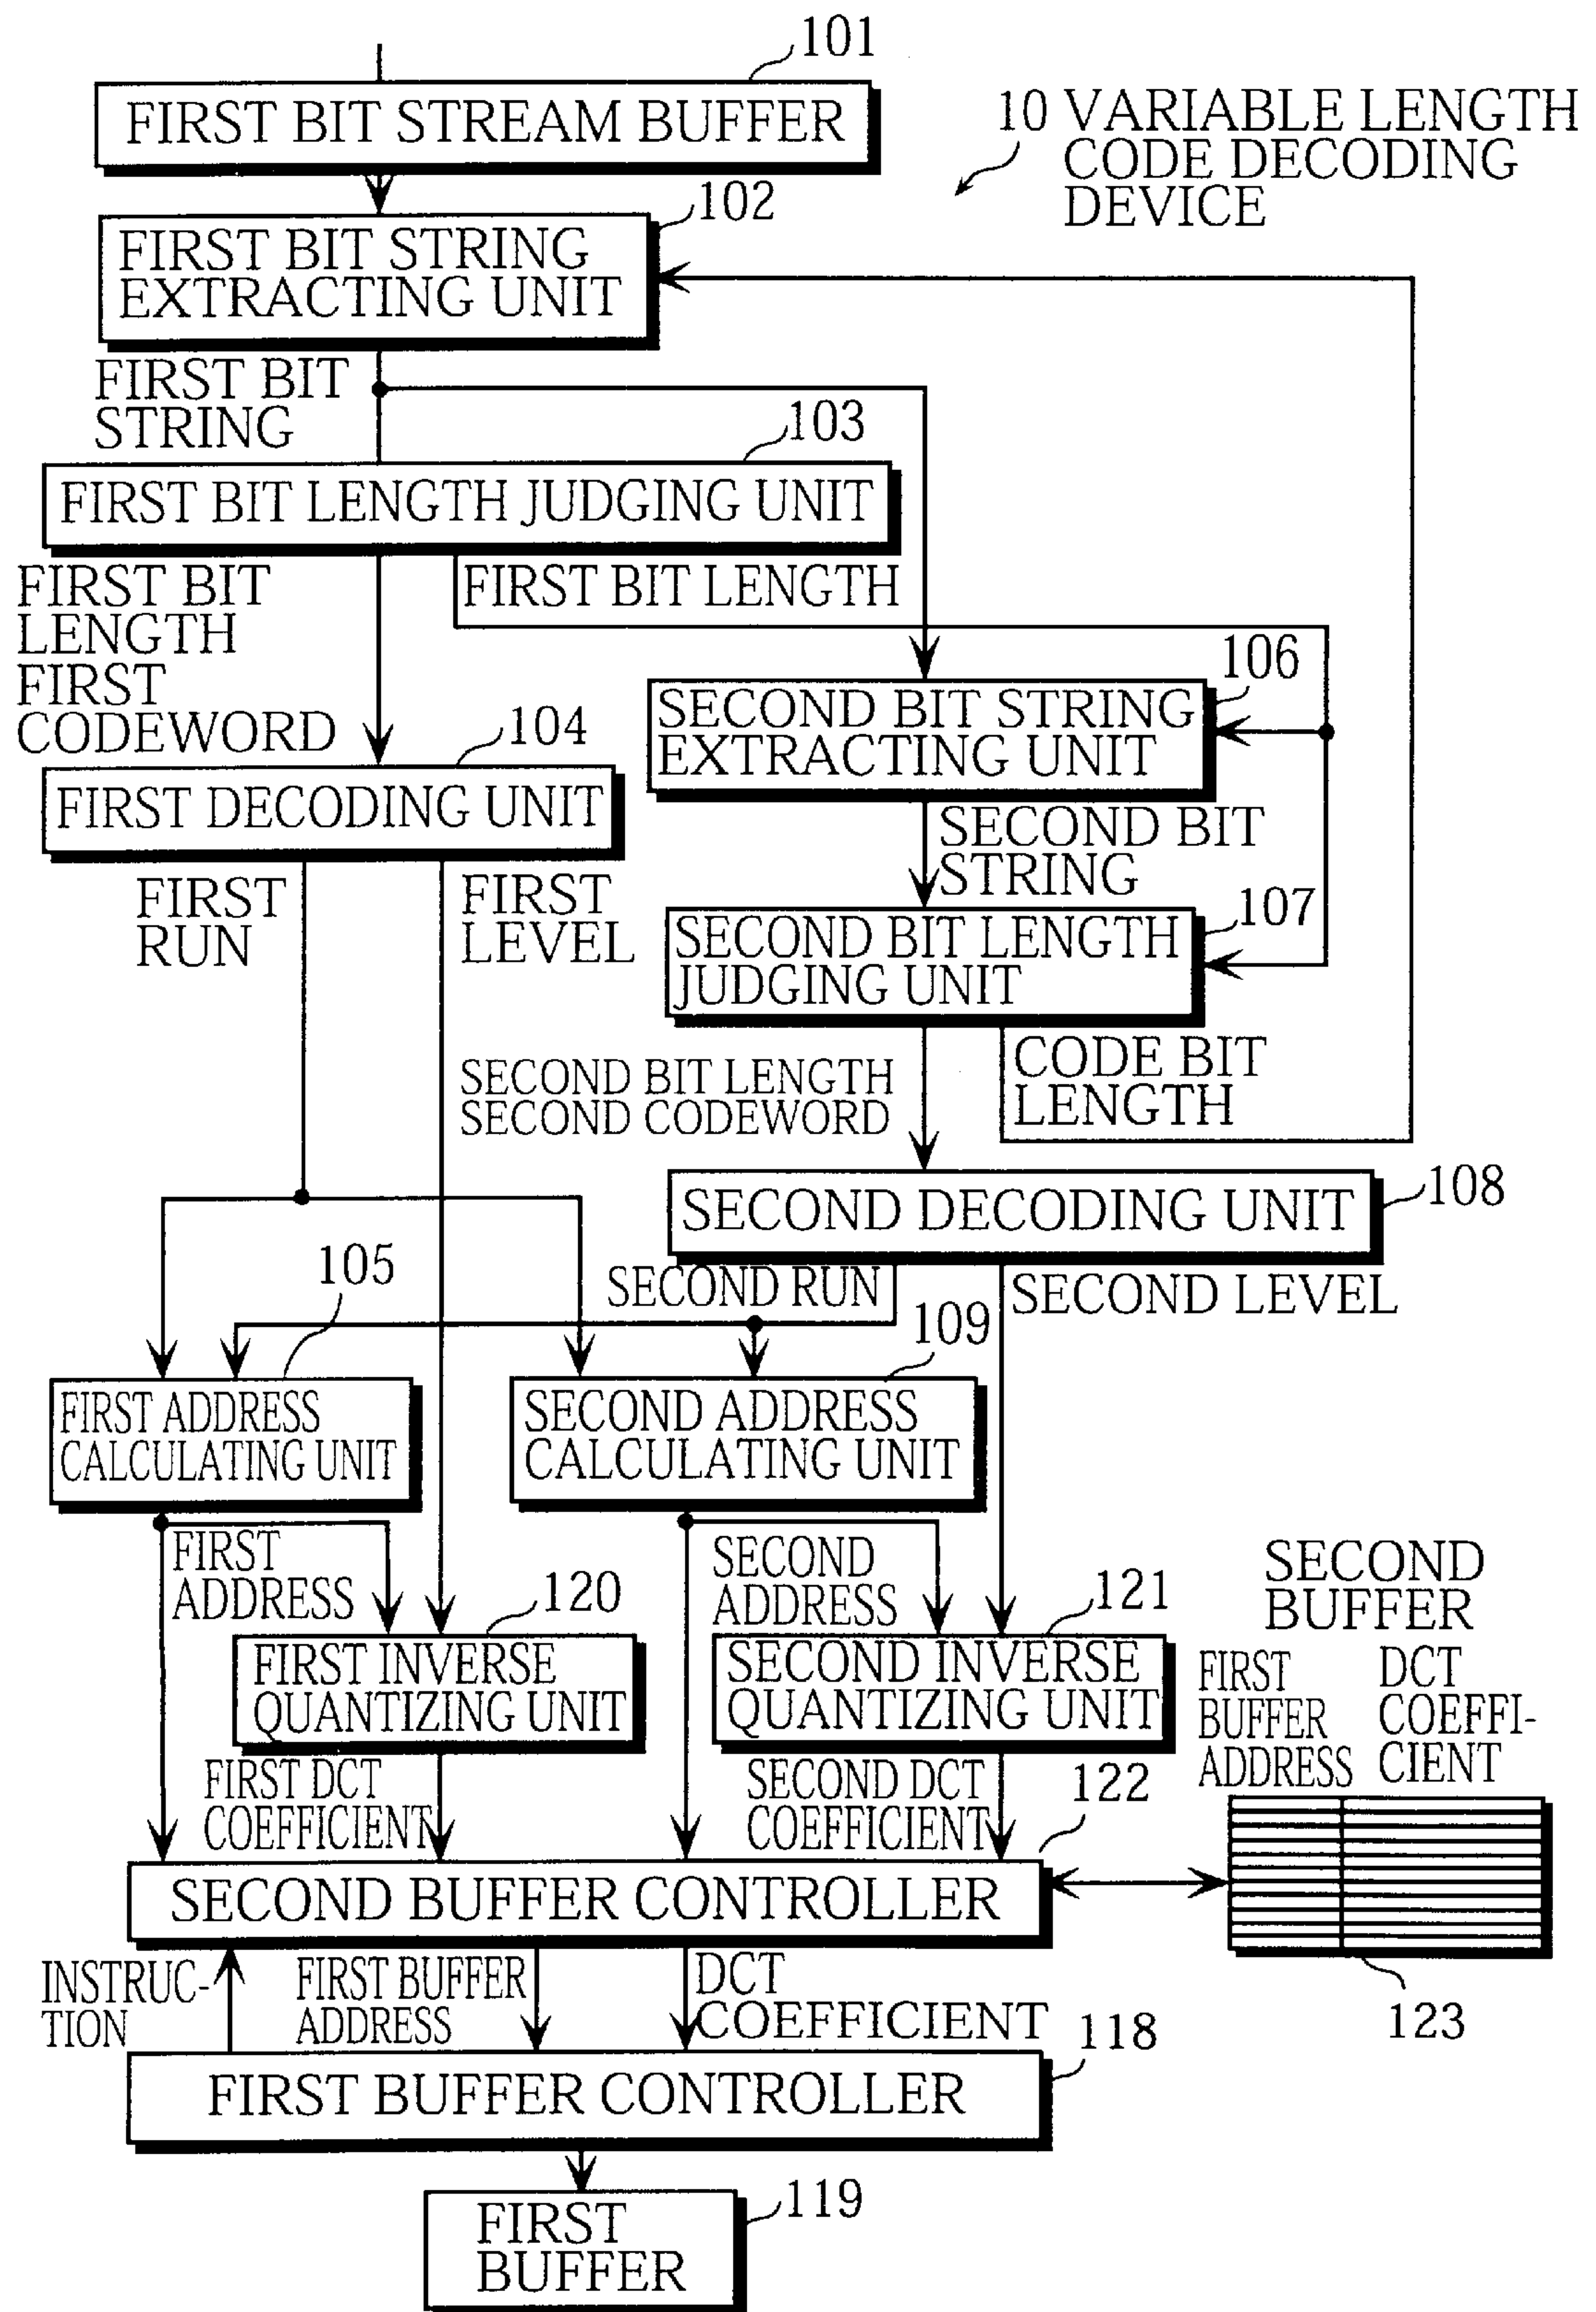 101
FIRST BIT STREAM BUFFER
10 VARIABLE LENGTH
CODE DECODING
DEVICE
102
FIRST BIT STRING
EXTRACTING UNIT
FIRST BIT
STRING
103
FIRST BIT LENGTH JUDGING UNIT
FIRST BIT
LENGTH
FIRST
CODEWORD
FIRST BIT LENGTH
106
SECOND BIT STRING
EXTRACTING UNIT
104
FIRST DECODING UNIT
SECOND BIT
STRING
FIRST
RUN
FIRST
LEVEL
107
SECOND BIT LENGTH
JUDGING UNIT
SECOND BIT LENGTH
SECOND CODEWORD
CODE BIT
LENGTH
108
SECOND DECODING UNIT
105
SECOND RUN
SECOND LEVEL
109
FIRST ADDRESS
CALCULATING UNIT
SECOND ADDRESS
CALCULATING UNIT
FIRST
ADDRESS
SECOND
ADDRESS
120
FIRST INVERSE
QUANTIZING UNIT
121
SECOND INVERSE
QUANTIZING UNIT
SECOND
BUFFER
FIRST
BUFFER
ADDRESS
DCT
COEFFI-
CIENT
FIRST DCT
COEFFICIENT
SECOND DCT
COEFFICIENT
122
SECOND BUFFER CONTROLLER
123
INSTRUC-
TION
FIRST BUFFER
ADDRESS
DCT
COEFFICIENT
118
FIRST BUFFER CONTROLLER
119
FIRST
BUFFER